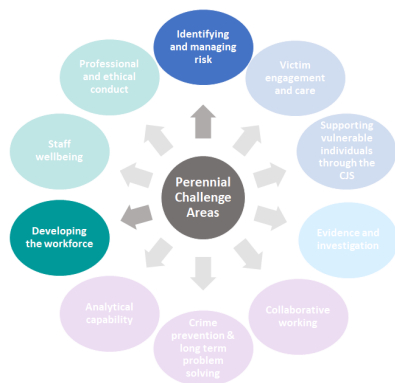 Identifying
and managing
risk
Victim
engagement
and care
Supporting
vulnerable
individuals
through the
CJS
Evidence and
investigation
Collaborative
working
Crime
prevention &
long term
problem
solving
Analytical
capability
Developing
the workforce
Staff
wellbeing
Professional
and ethical
conduct
Perennial
Challenge
Areas